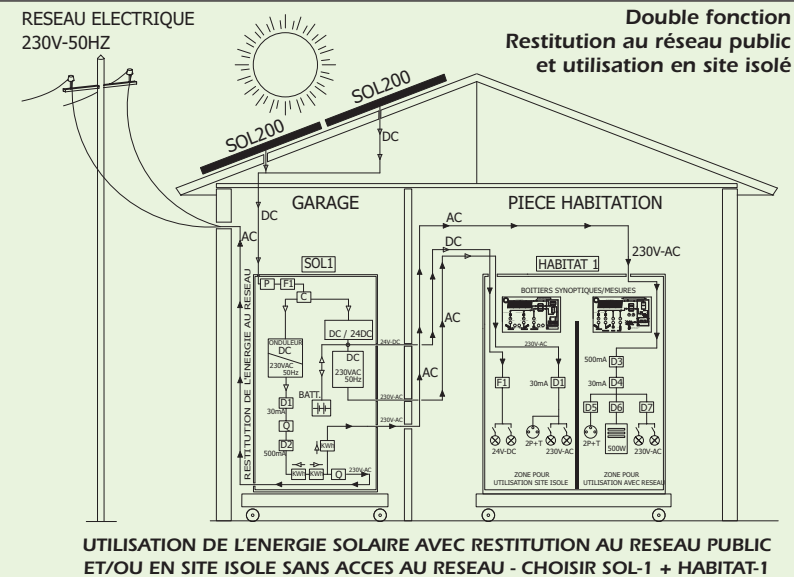 RESEAU ELECTRIQUE
230V-50HZ
Double fonction
Restitution au réseau public
et utilisation en site isolé
SOL200
SOL200
DC
GARAGE
PIECE HABITATION
DC
AC
AC
DC
230V-AC
SOL1
HABITAT 1
P
F1
C
BOITIERS SYNOPTIQUES/MESURES
RESTITUTION DE L'ENERGIE AU RESEAU
ONDULEUR
DC
230VAC
50Hz
DC / 24DC
DC
230VAC
50Hz
24V-DC
AC
AC
230V-AC
230V-AC
BATT.
D1
30mA
Q
D2
500mA
KWh
KWh
KWh
Q
230V-AC
230V-AC
F1
30mA
D1
500mA
D3
30mA
D4
D5
D6
D7
24V-DC
2P+T
230V-AC
2P+T
500W
230V-AC
ZONE POUR
UTILISATION SITE ISOLE
ZONE POUR
UTILISATION AVEC RESEAU
UTILISATION DE L'ENERGIE SOLAIRE AVEC RESTITUTION AU RESEAU PUBLIC
ET/OU EN SITE ISOLE SANS ACCES AU RESEAU - CHOISIR SOL-1 + HABITAT-1